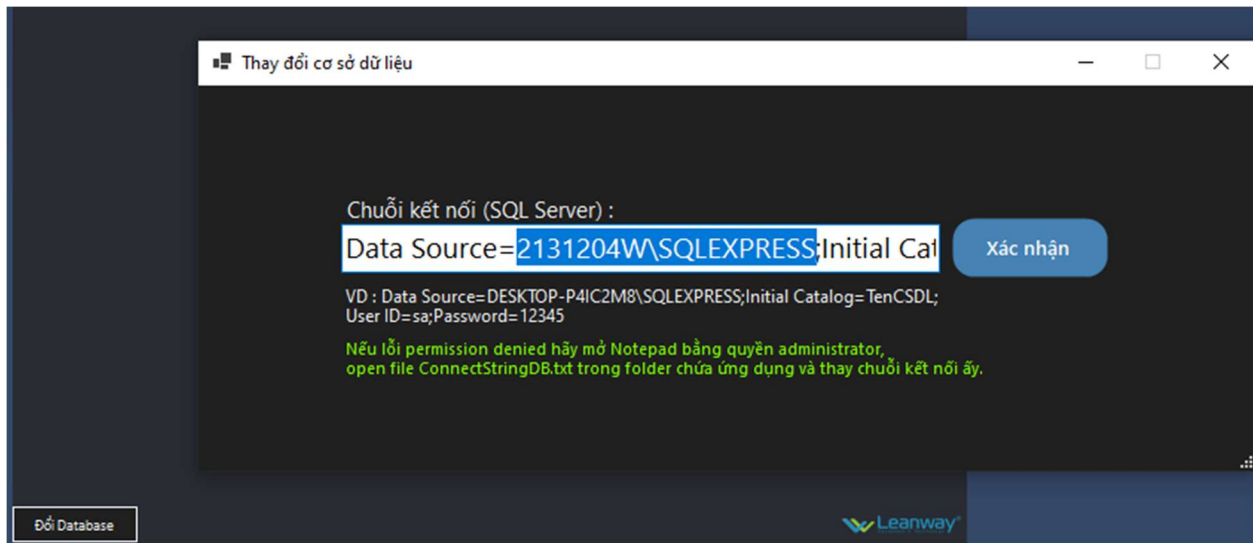 Thay đổi cơ sở dữ liệu
Chuỗi kết nối (SQL Server) :
Data Source=2131204W\SQLEXPRESS;Initial Cat
Xác nhận
VD : Data Source=DESKTOP-P4IC2M8\SQLEXPRESS;Initial Catalog=TenCSDL;
User ID=sa;Password=12345
Nếu lỗi permission denied hãy mở Notepad bằng quyền administrator,
open file ConnectStringDB.txt trong folder chứa ứng dụng và thay chuỗi kết nối ấy.
Đổi Database
Leanway